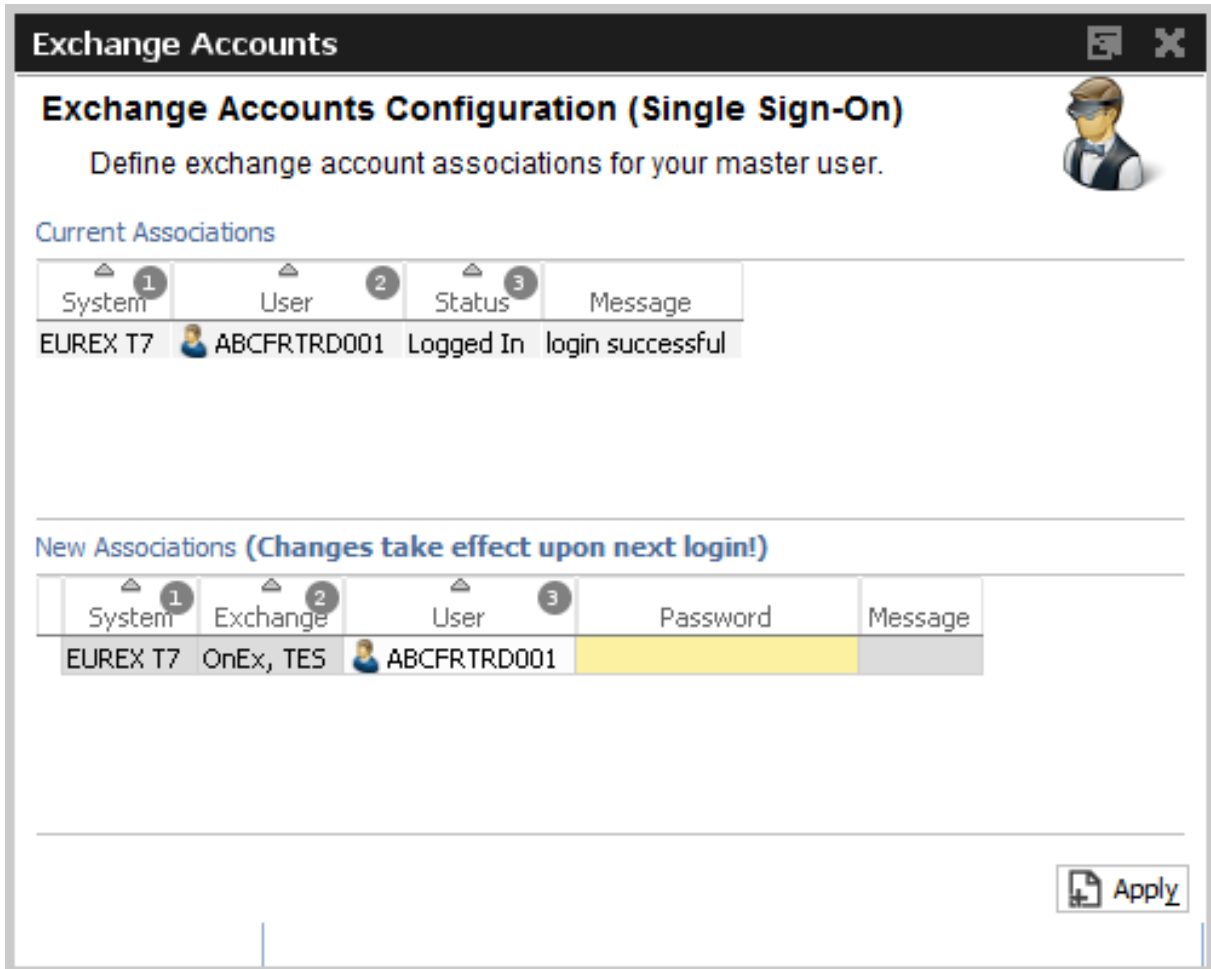 Exchange Accounts
Exchange Accounts Configuration (Single Sign-On)
Define exchange account associations for your master user.
Current Associations
1 2 3
System User Status Message
EUREX T7 ABCFRTRD001 Logged In login successful
New Associations (Changes take effect upon next login!)
1 2 3
System Exchange User Password Message
EUREX T7 OnEx, TES ABCFRTRD001
Apply